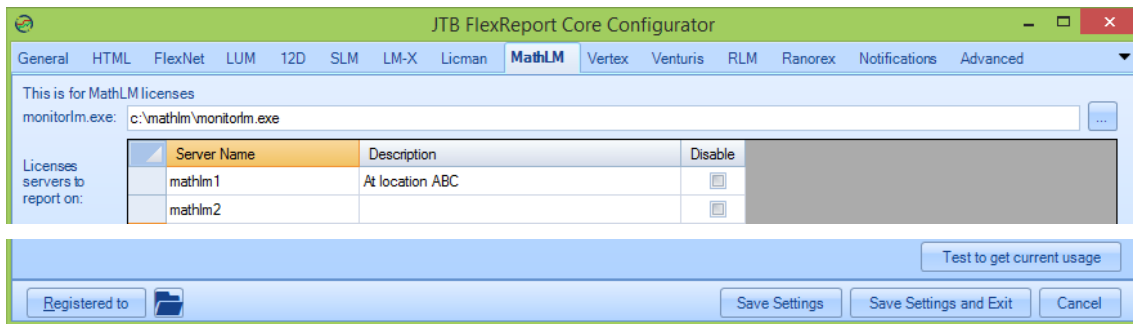 JTB FlexReport Core Configurator
General HTML FlexNet LUM 12D SLM LM-X Licman MathLM Vertex Venturis RLM Ranorex Notifications Advanced
This is for MathLM licenses
monitorlm.exe: c:\mathlm\monitorlm.exe ...
Licenses servers to report on:
Server Name Description Disable
mathlm1 At location ABC
mathlm2
Test to get current usage
Registered to Save Settings Save Settings and Exit Cancel